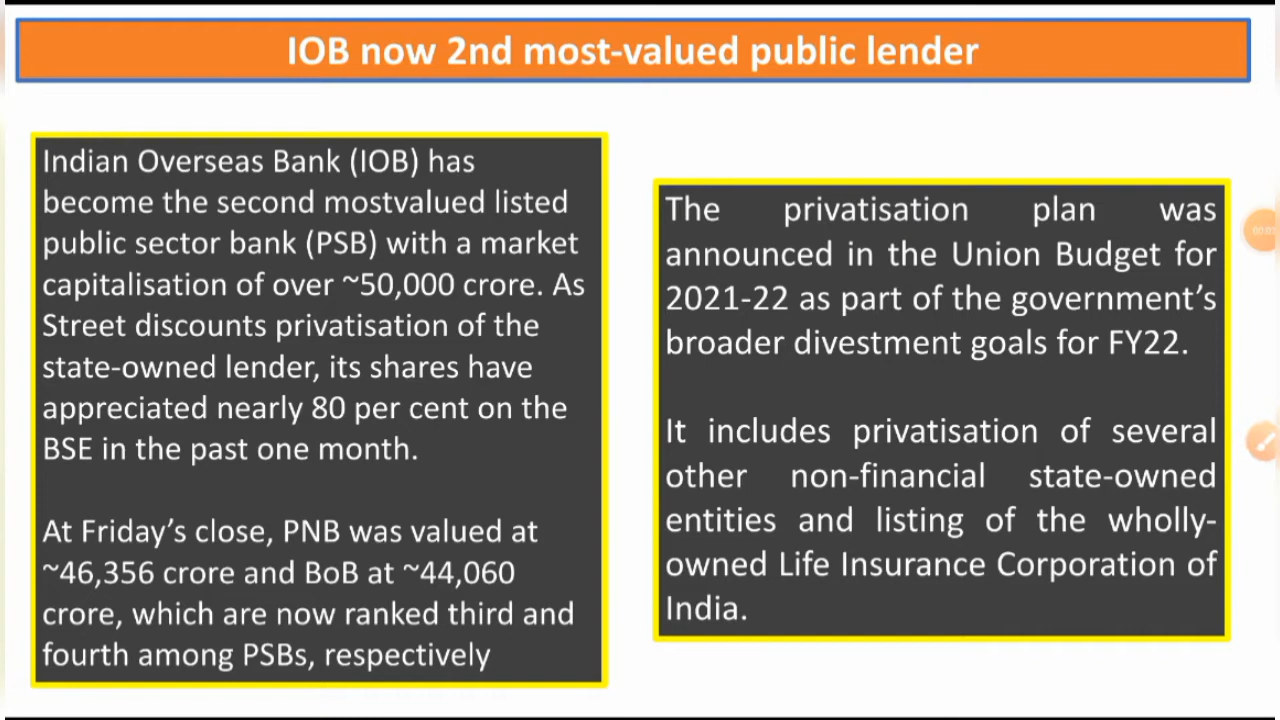 IOB now 2nd most-valued public lender
Indian Overseas Bank (IOB) has
become the second mostvalued listed
public sector bank (PSB) with a market
capitalisation of over ~50,000 crore. As
Street discounts privatisation of the
state-owned lender, its shares have
appreciated nearly 80 per cent on the
BSE in the past one month.
At Friday’s close, PNB was valued at
~46,356 crore and BoB at ~44,060
crore, which are now ranked third and
fourth among PSBs, respectively
The privatisation plan was
announced in the Union Budget for
2021-22 as part of the government’s
broader divestment goals for FY22.
It includes privatisation of several
other non-financial state-owned
entities and listing of the wholly-
owned Life Insurance Corporation of
India.